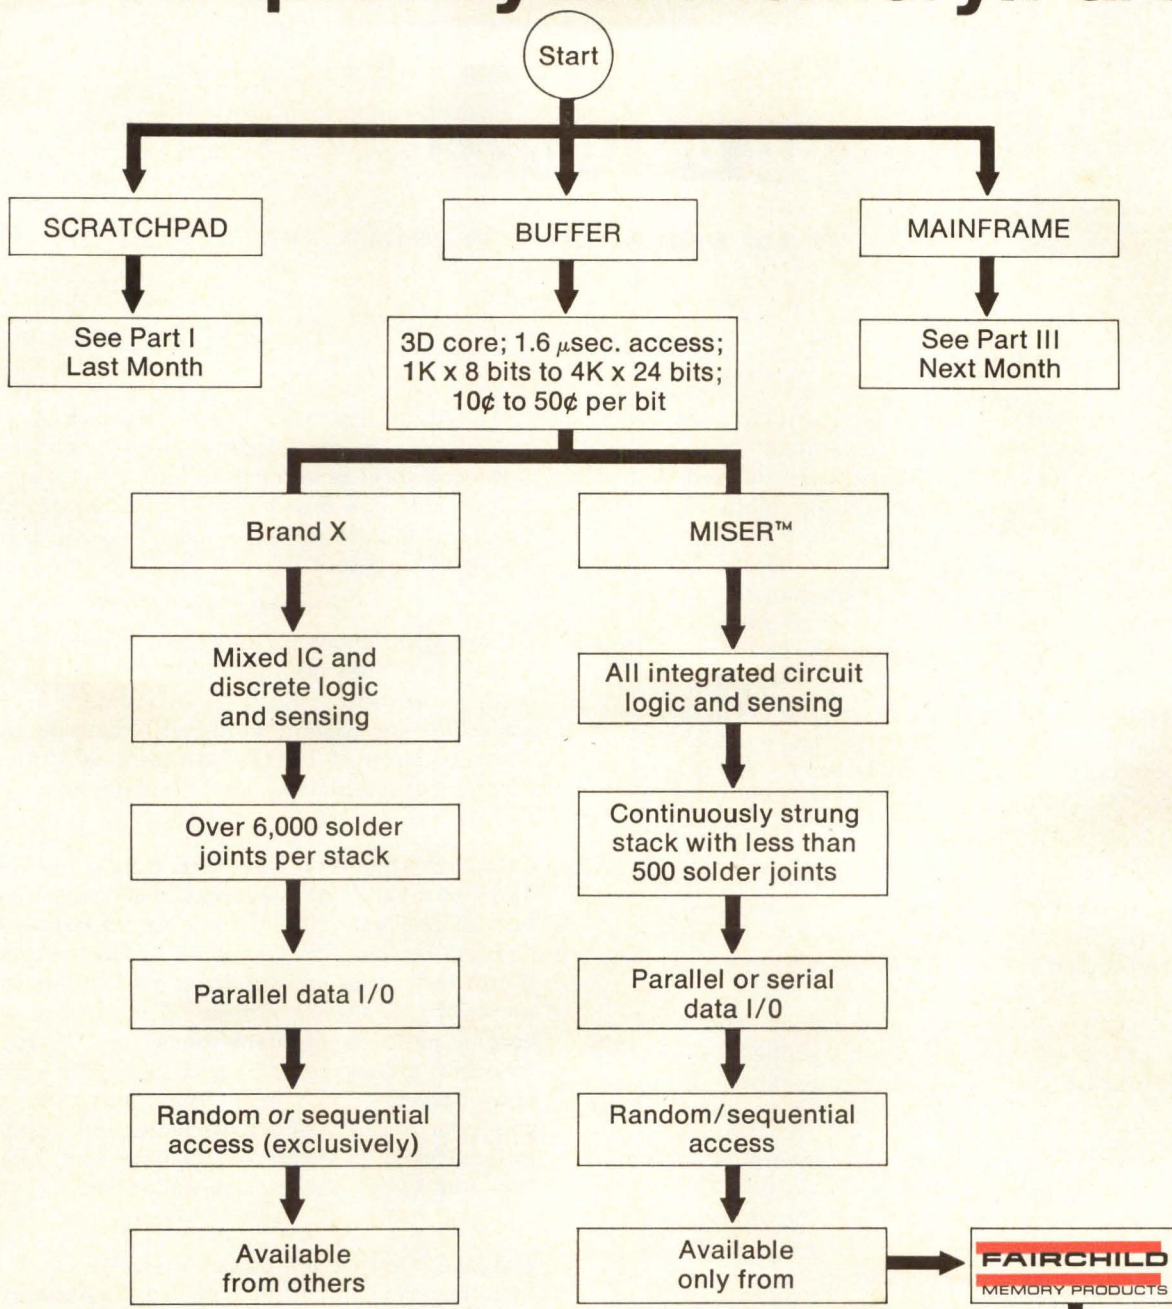 Start
SCRATCHPAD
BUFFER
MAINFRAME
See Part I
Last Month
3D core; 1.6 μsec. access;
1K x 8 bits to 4K x 24 bits;
10¢ to 50¢ per bit
See Part III
Next Month
Brand X
MISER™
Mixed IC and
discrete logic
and sensing
All integrated circuit
logic and sensing
Over 6,000 solder
joints per stack
Continuously strung
stack with less than
500 solder joints
Parallel data I/0
Parallel or serial
data I/0
Random or sequential
access (exclusively)
Random/sequential
access
Available
from others
Available
only from
FAIRCHILD
MEMORY PRODUCTS